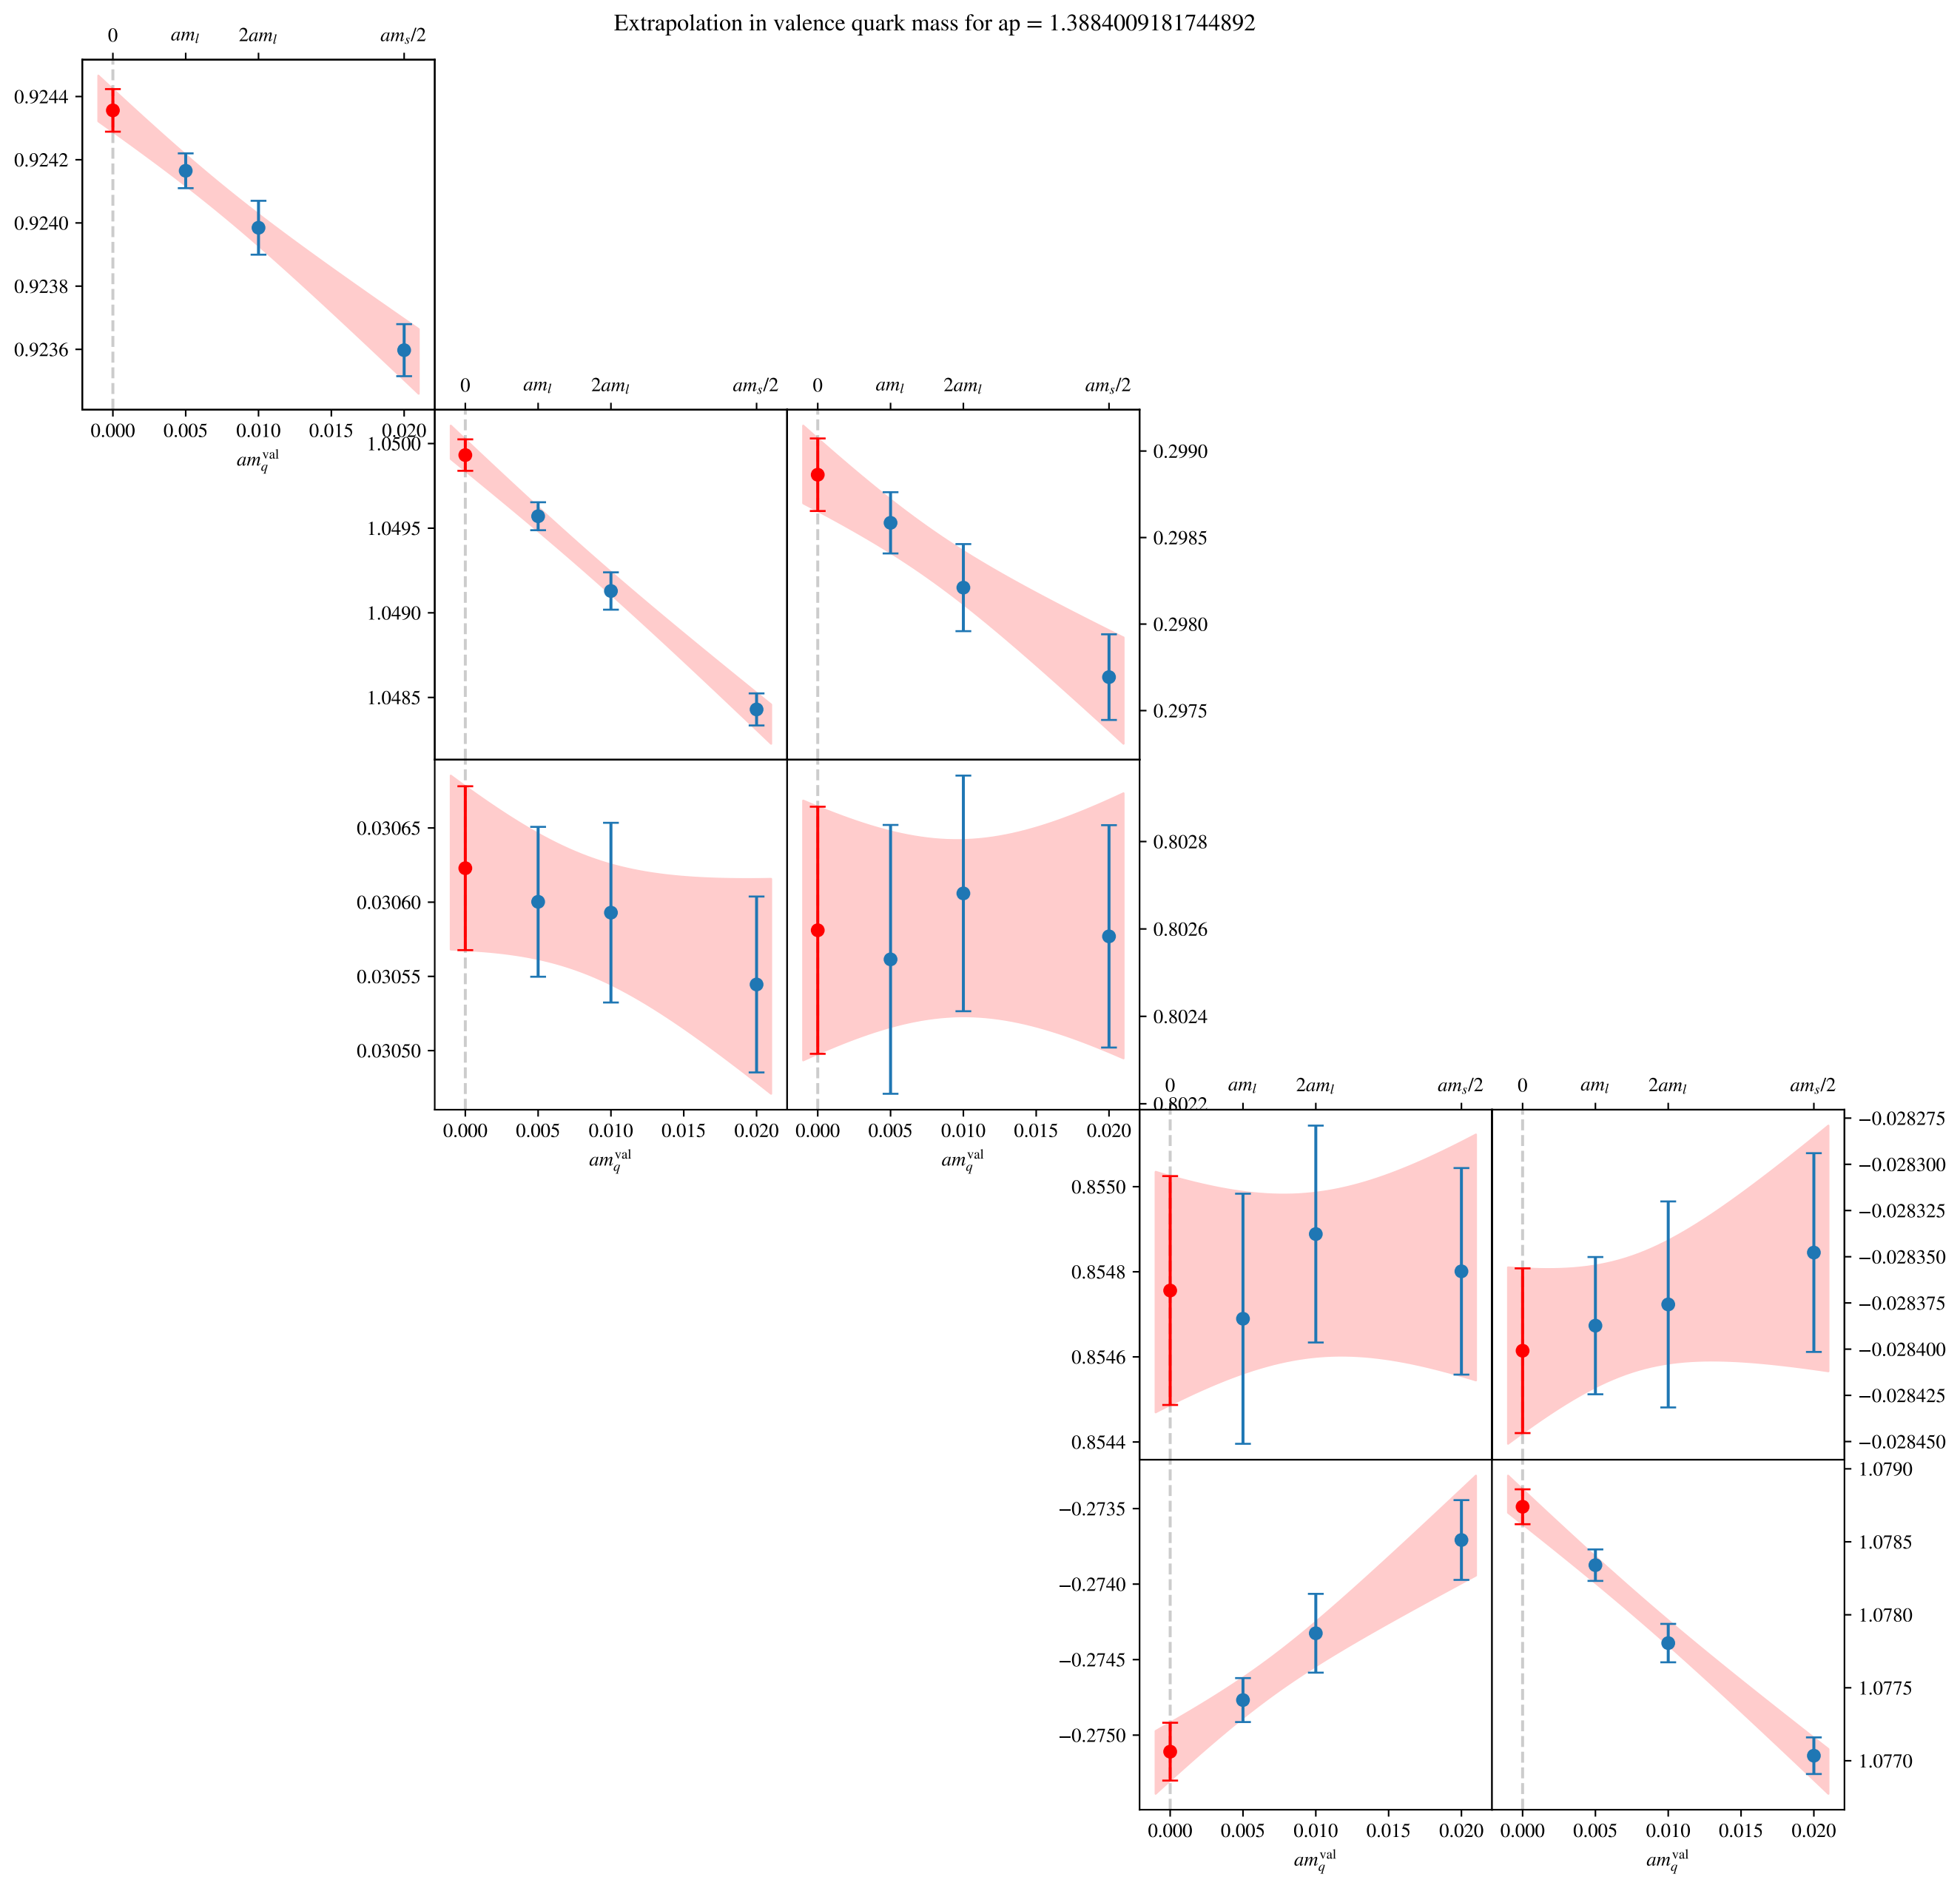 Extrapolation in valence quark mass for ap = 1.3884009181744892
0 am_l 2am_l am_s/2
0.9244
0.9242
0.9240
0.9238
0.9236
0.000 0.005 0.010 0.015 0.020
am_q^val
0 am_l 2am_l am_s/2
0 am_l 2am_l am_s/2
1.0500
1.0495
1.0490
1.0485
0.2990
0.2985
0.2980
0.2975
0.03065
0.03060
0.03055
0.03050
0.8028
0.8026
0.8024
0.8022
0.000 0.005 0.010 0.015 0.020
am_q^val
0.000 0.005 0.010 0.015 0.020
am_q^val
0 am_l 2am_l am_s/2
0 am_l 2am_l am_s/2
0.8550
0.8548
0.8546
0.8544
−0.028275
−0.028300
−0.028325
−0.028350
−0.028375
−0.028400
−0.028425
−0.028450
−0.2735
−0.2740
−0.2745
−0.2750
1.0790
1.0785
1.0780
1.0775
1.0770
0.000 0.005 0.010 0.015 0.020
am_q^val
0.000 0.005 0.010 0.015 0.020
am_q^val